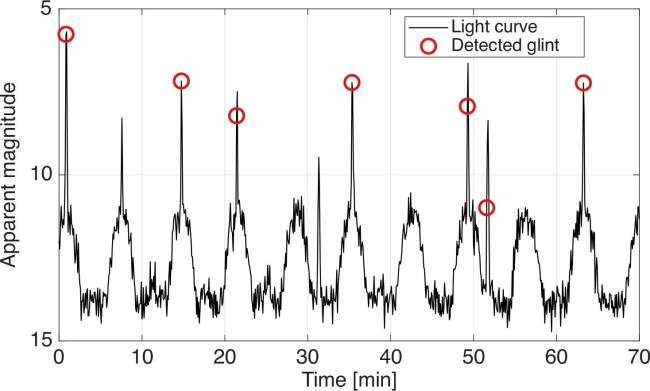 5
10
15
0 10 20 30 40 50 60 70
Apparent magnitude
Time [min]
Light curve
Detected glint